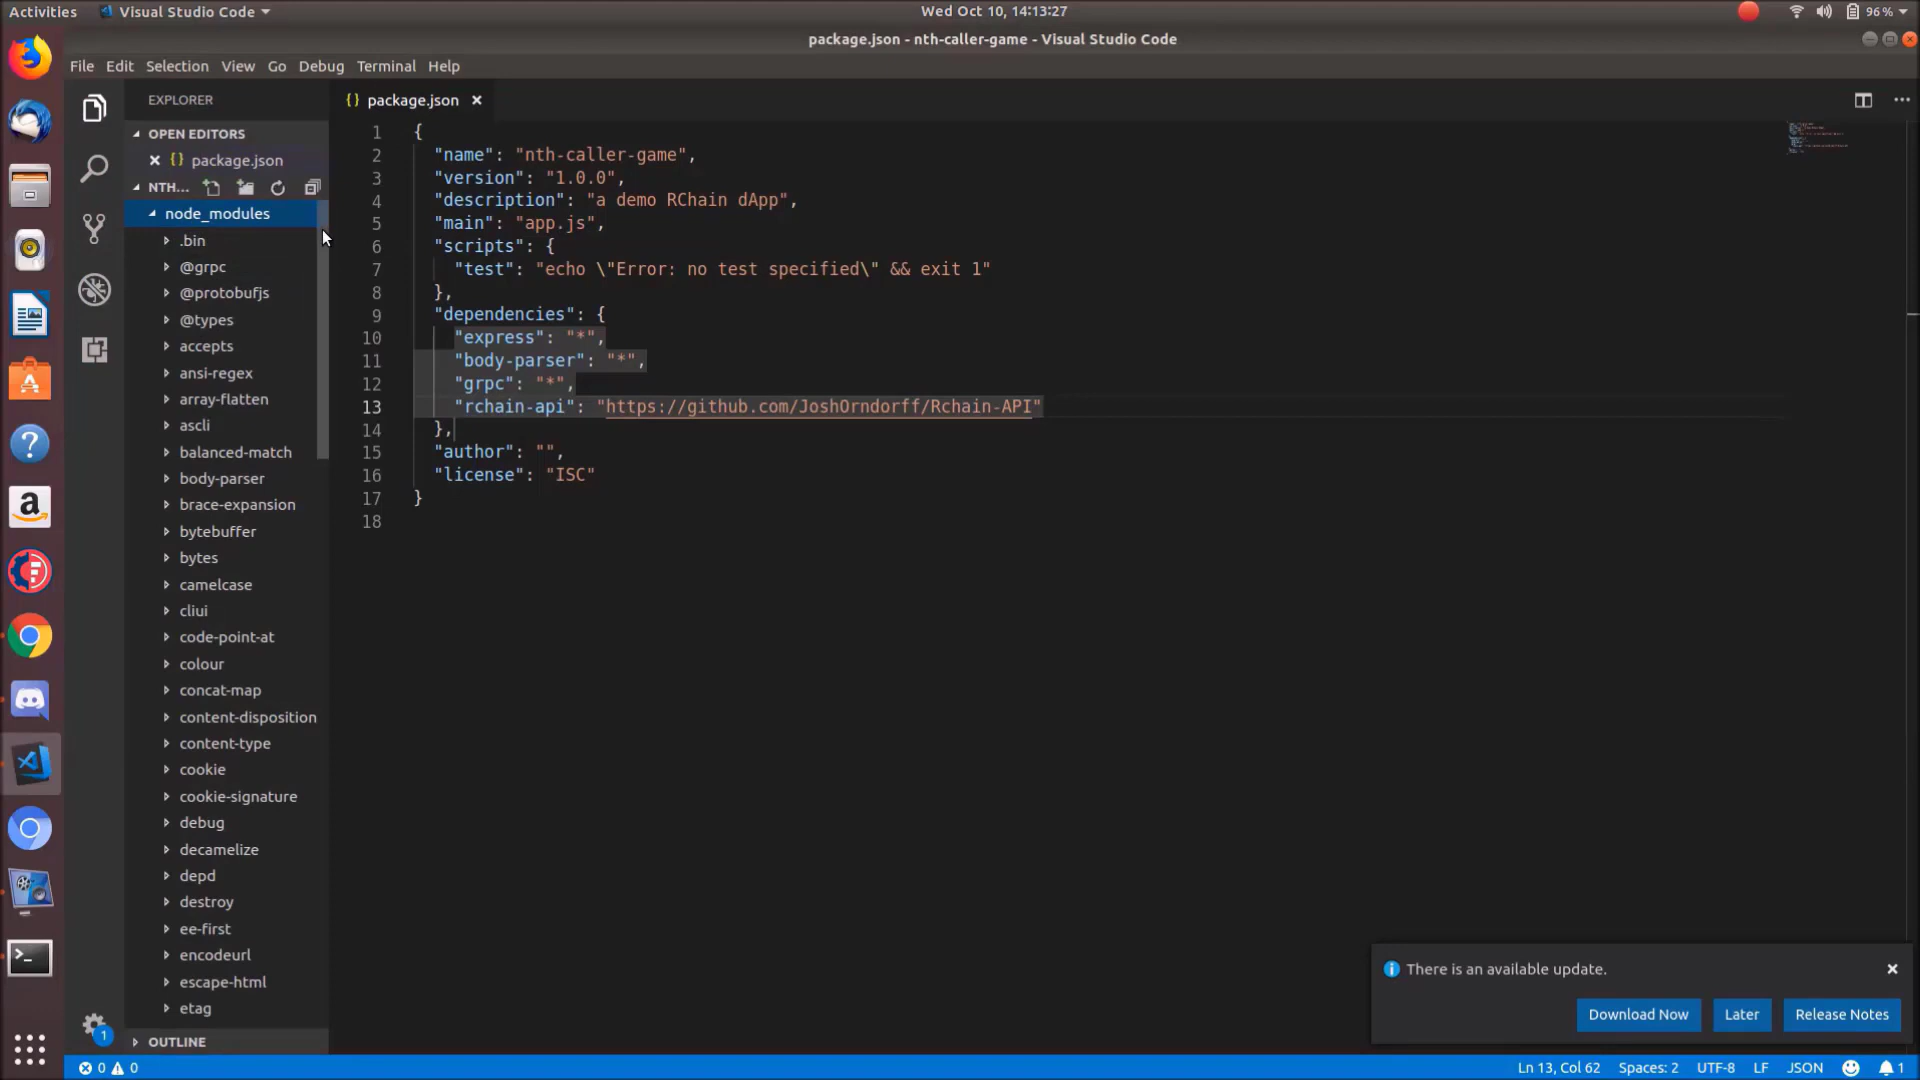 Activities
Visual Studio Code
Wed Oct 10, 14:13:27
96%
package.json - nth-caller-game - Visual Studio Code
File Edit Selection View Go Debug Terminal Help
EXPLORER
OPEN EDITORS
package.json
NTH...
node_modules
.bin
@grpc
@protobufjs
@types
accepts
ansi-regex
array-flatten
ascli
balanced-match
body-parser
brace-expansion
bytebuffer
bytes
camelcase
cliui
code-point-at
colour
concat-map
content-disposition
content-type
cookie
cookie-signature
debug
decamelize
depd
destroy
ee-first
encodeurl
escape-html
etag
OUTLINE
{} package.json
1 {
2 "name": "nth-caller-game",
3 "version": "1.0.0",
4 "description": "a demo RChain dApp",
5 "main": "app.js",
6 "scripts": {
7 "test": "echo \"Error: no test specified\" && exit 1"
8 },
9 "dependencies": {
10 "express": "*",
11 "body-parser": "*",
12 "grpc": "*",
13 "rchain-api": "https://github.com/JoshOrndorff/Rchain-API"
14 },
15 "author": "",
16 "license": "ISC"
17 }
18
There is an available update.
Download Now
Later
Release Notes
1
0 0
Ln 13, Col 62
Spaces: 2
UTF-8
LF
JSON
1